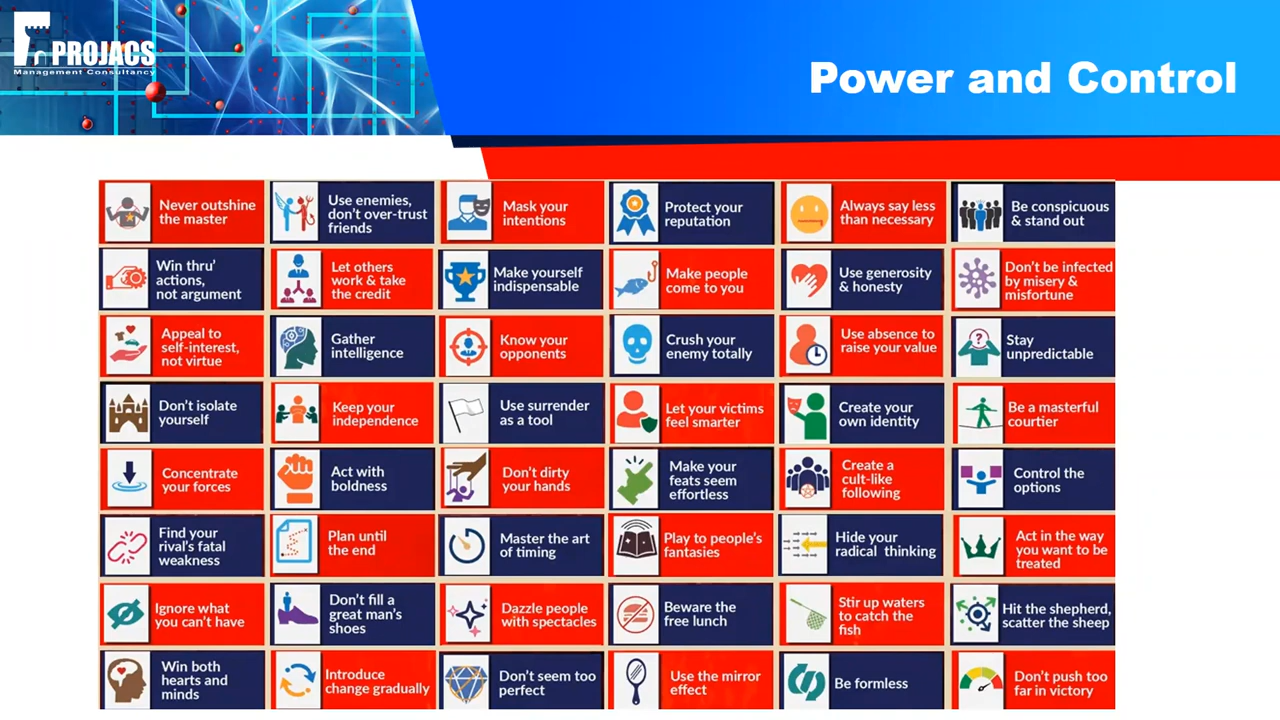 PROJACS
Management Consultancy
Power and Control
Never outshine
the master
Use enemies,
don't over-trust
friends
Mask your
intentions
Protect your
reputation
Always say less
than necessary
Be conspicuous
& stand out
Win thru'
actions,
not argument
Let others
work & take
the credit
Make yourself
indispensable
Make people
come to you
Use generosity
& honesty
Don't be infected
by misery &
misfortune
Appeal to
self-interest,
not virtue
Gather
intelligence
Know your
opponents
Crush your
enemy totally
Use absence to
raise your value
?
Stay
unpredictable
Don't isolate
yourself
Keep your
independence
Use surrender
as a tool
Let your victims
feel smarter
Create your
own identity
Be a masterful
courtier
Concentrate
your forces
Act with
boldness
Don't dirty
your hands
Make your
feats seem
effortless
Create a
cult-like
following
Control the
options
Find your
rival's fatal
weakness
Plan until
the end
Master the art
of timing
Play to people's
fantasies
Hide your
radical thinking
Act in the way
you want to be
treated
Ignore what
you can't have
Don't fill a
great man's
shoes
Dazzle people
with spectacles
Beware the
free lunch
Stir up waters
to catch the
fish
Hit the shepherd,
scatter the sheep
Win both
hearts and
minds
Introduce
change gradually
Don't seem too
perfect
Use the mirror
effect
Be formless
Don't push too
far in victory